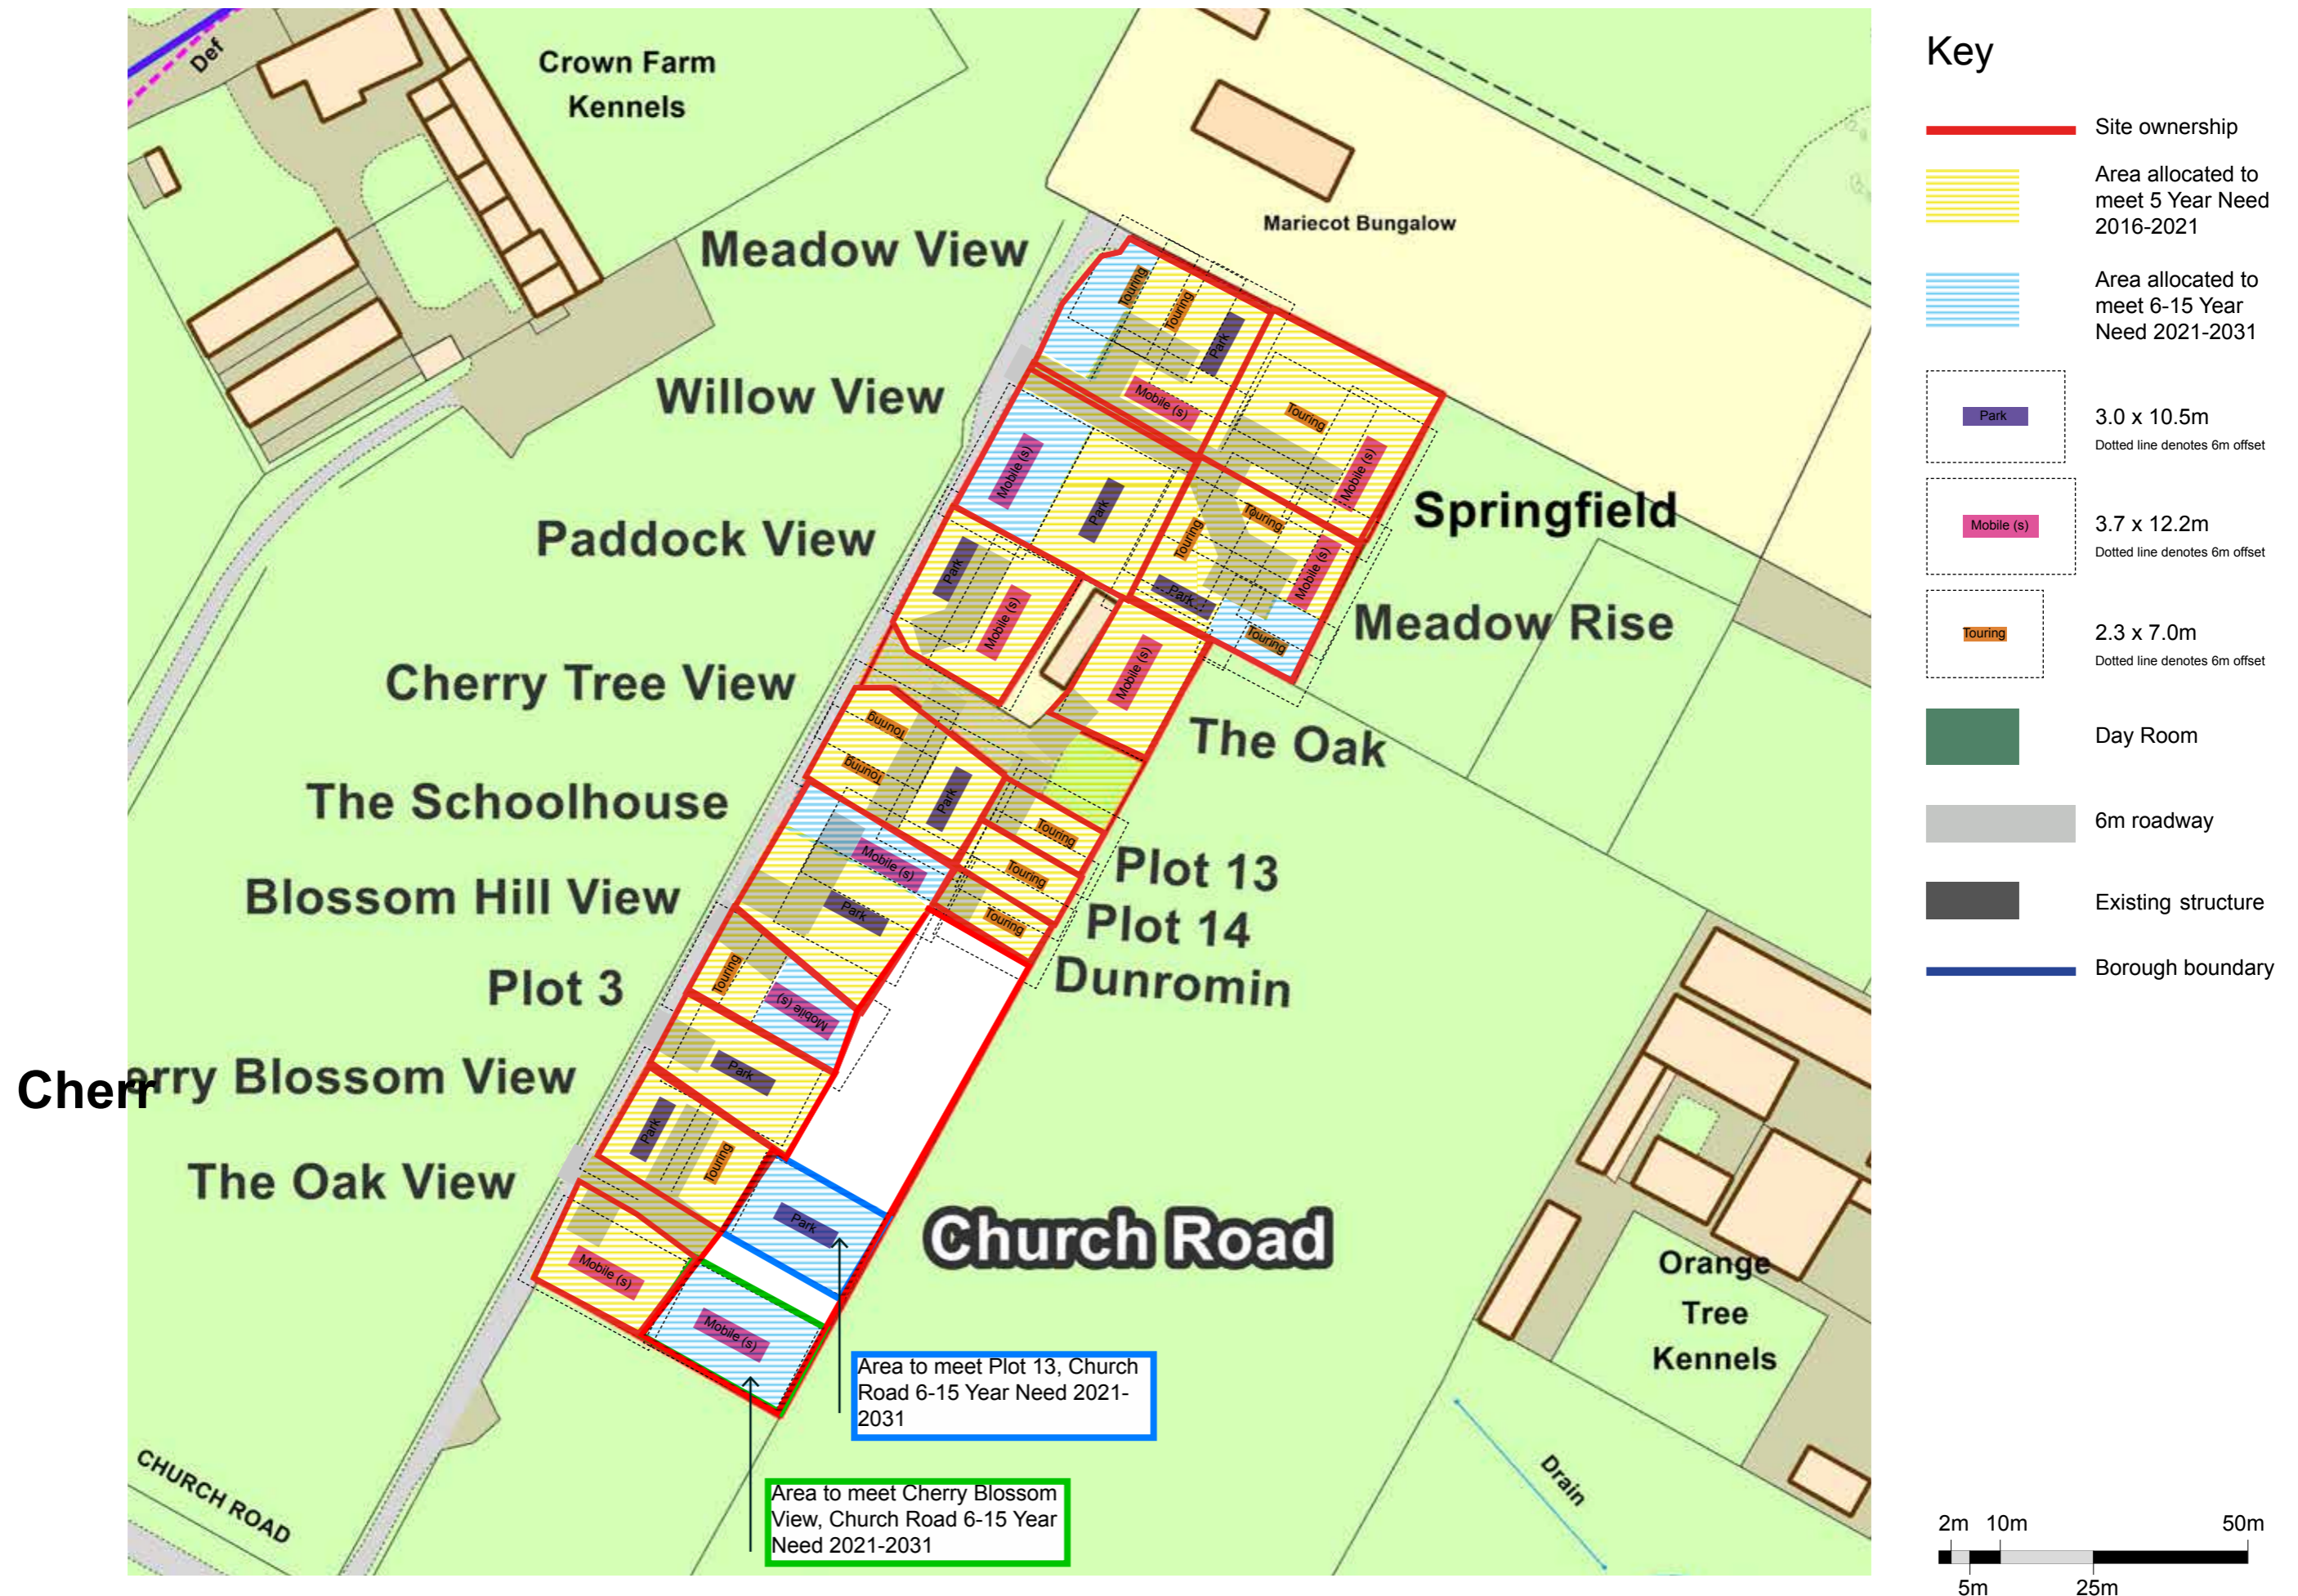 Def
Crown Farm
Kennels
Mariecot Bungalow
Meadow View
Willow View
Paddock View
Cherry Tree View
The Schoolhouse
Blossom Hill View
Plot 3
Cherr
erry Blossom View
The Oak View
Springfield
Meadow Rise
The Oak
Plot 13
Plot 14
Dunromin
Church Road
Touring
Touring
Park
Mobile (s)
Touring
Mobile (s)
Mobile (s)
Park
Touring
Touring
Mobile (s)
Park
Touring
Park
Mobile (s)
Mobile (s)
Touring
Touring
Park
Mobile (s)
Park
Touring
Touring
Touring
Touring
Mobile (s)
Park
Park
Touring
Mobile (s)
Park
Mobile (s)
Area to meet Plot 13, Church
Road 6-15 Year Need 2021-
2031
Area to meet Cherry Blossom
View, Church Road 6-15 Year
Need 2021-2031
CHURCH ROAD
Orange
Tree
Kennels
Drain
Key
Site ownership
Area allocated to
meet 5 Year Need
2016-2021
Area allocated to
meet 6-15 Year
Need 2021-2031
Park
3.0 x 10.5m
Dotted line denotes 6m offset
Mobile (s)
3.7 x 12.2m
Dotted line denotes 6m offset
Touring
2.3 x 7.0m
Dotted line denotes 6m offset
Day Room
6m roadway
Existing structure
Borough boundary
2m 10m 50m
5m 25m